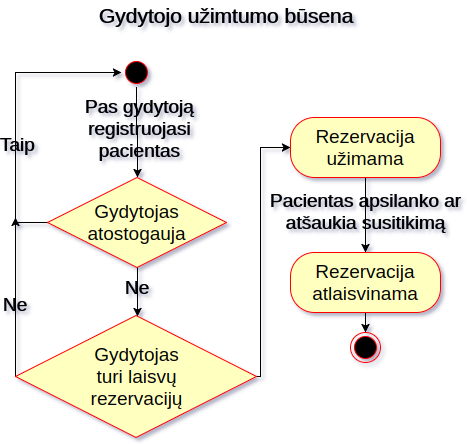 Gydytojo užimtumo būsena
Pas gydytoją
registruojasi
pacientas
Taip
Gydytojas
atostogauja
Ne
Ne
Gydytojas
turi laisvų
rezervacijų
Rezervacija
užimama
Pacientas apsilanko ar
atšaukia susitikimą
Rezervacija
atlaisvinama